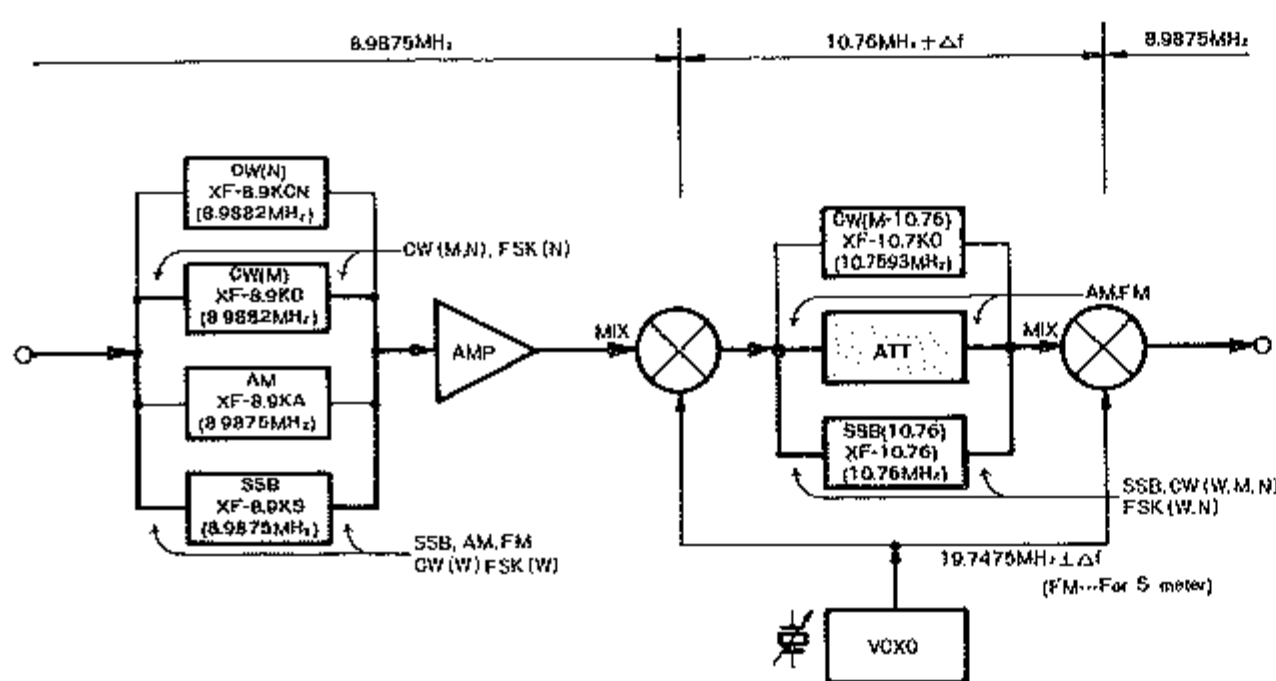 8.9875MHz
10.76MHz ± Δf
8.9875MHz
CW(N)
XF-8.9KCN
(8.9882MHz)
CW(M,N), FSK(N)
CW(M)
XF-8.9KC
(8.9882MHz)
AM
XF-8.9KA
(8.9875MHz)
SSB
XF-8.9KS
(8.9875MHz)
SSB, AM, FM
CW(W) FSK(W)
AMP
MIX
CW(M-10.76)
XF-10.7KC
(10.7593MHz)
AM,FM
ATT
MIX
SSB(10.76)
XF-10.76)
(10.76MHz)
SSB, CW(W,M,N)
FSK(W.N)
19.7475MHz ± Δf
(FM---For S meter)
VCXO